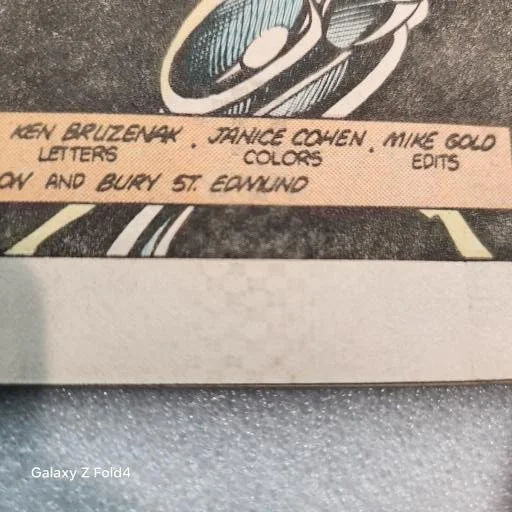 KEN BRUZENAK . JANICE COHEN . MIKE GOLD
LETTERS COLORS EDITS
ON AND BURY ST. EDMUND
Galaxy Z Fold4